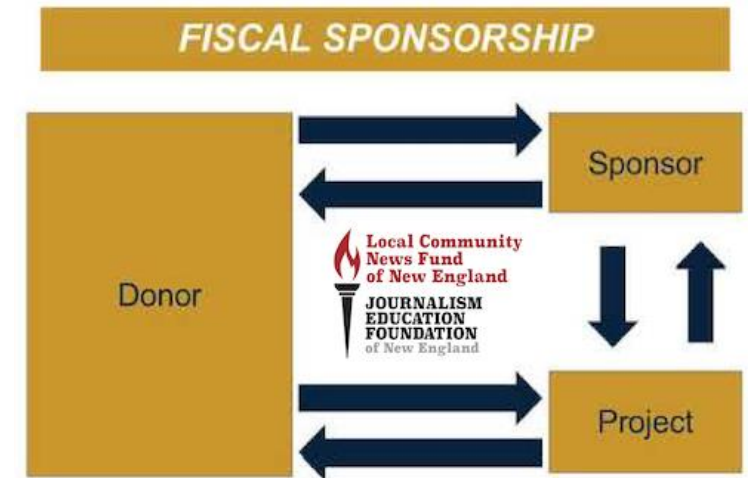 FISCAL SPONSORSHIP
Donor
Sponsor
Local Community
News Fund
of New England
JOURNALISM
EDUCATION
FOUNDATION
of New England
Project